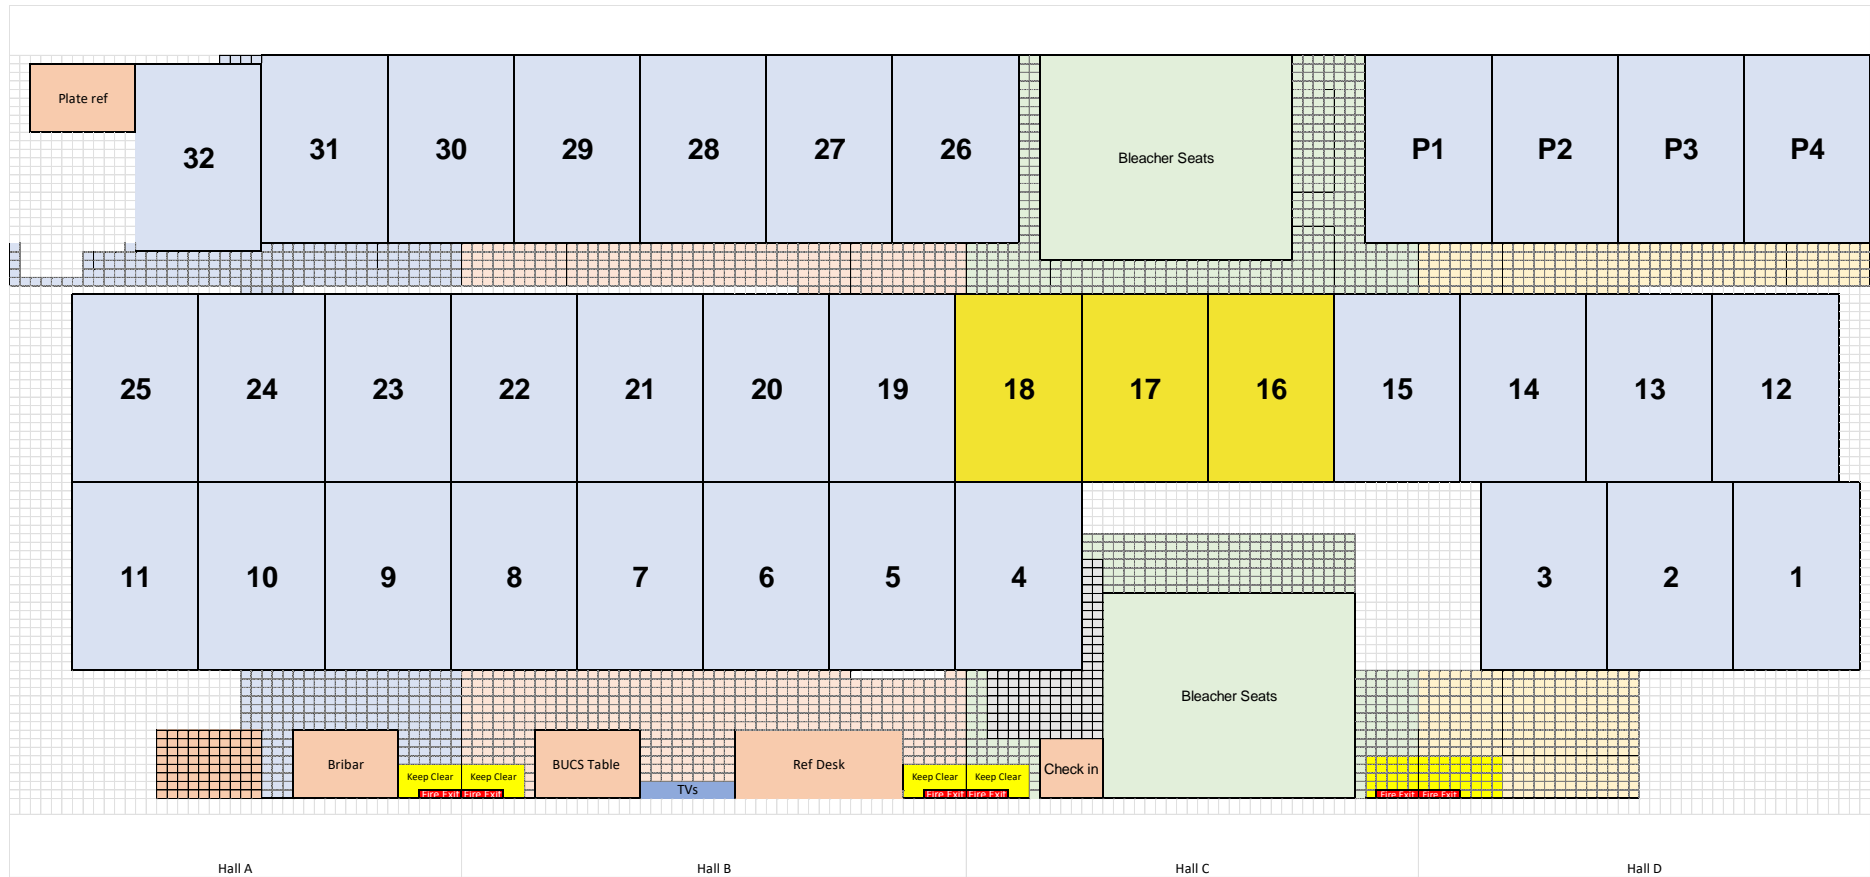 Plate ref
32
31
30
29
28
27
26
Bleacher Seats
P1
P2
P3
P4
25
24
23
22
21
20
19
18
17
16
15
14
13
12
11
10
9
8
7
6
5
4
3
2
1
Bleacher Seats
Bribar
Keep Clear
Keep Clear
Fire Exit
Fire Exit
BUCS Table
TVs
Ref Desk
Keep Clear
Keep Clear
Fire Exit
Fire Exit
Check in
Fire Exit
Fire Exit
Hall A
Hall B
Hall C
Hall D